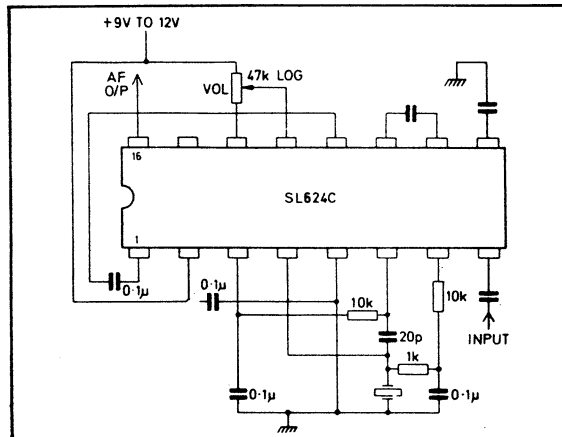 +9V TO 12V
AF
O/P
VOL
47k LOG
16
SL624C
1
0·1μ
0·1μ
10k
10k
20p
1k
INPUT
0·1μ
0·1μ